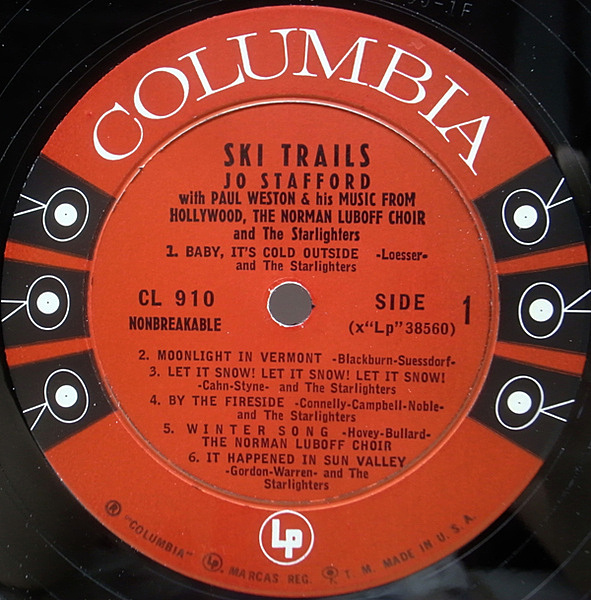 COLUMBIA
SKI TRAILS
JO STAFFORD
with PAUL WESTON & his MUSIC FROM
HOLLYWOOD, THE NORMAN LUBOFF CHOIR
and The Starlighters
1. BABY, IT'S COLD OUTSIDE -Loesser-
and The Starlighters
CL 910
NONBREAKABLE
SIDE 1
(x"Lp"38560)
2. MOONLIGHT IN VERMONT -Blackburn-Suessdorf-
3. LET IT SNOW! LET IT SNOW! LET IT SNOW!
-Cahn-Styne- and The Starlighters
4. BY THE FIRESIDE -Connelly-Campbell-Noble-
and The Starlighters
5. WINTER SONG -Hovey-Bullard-
THE NORMAN LUBOFF CHOIR
6. IT HAPPENED IN SUN VALLEY
-Gordon-Warren- and The
Starlighters
Lp
® "COLUMBIA" Lp MARCAS REG. T. M. MADE IN U.S.A.